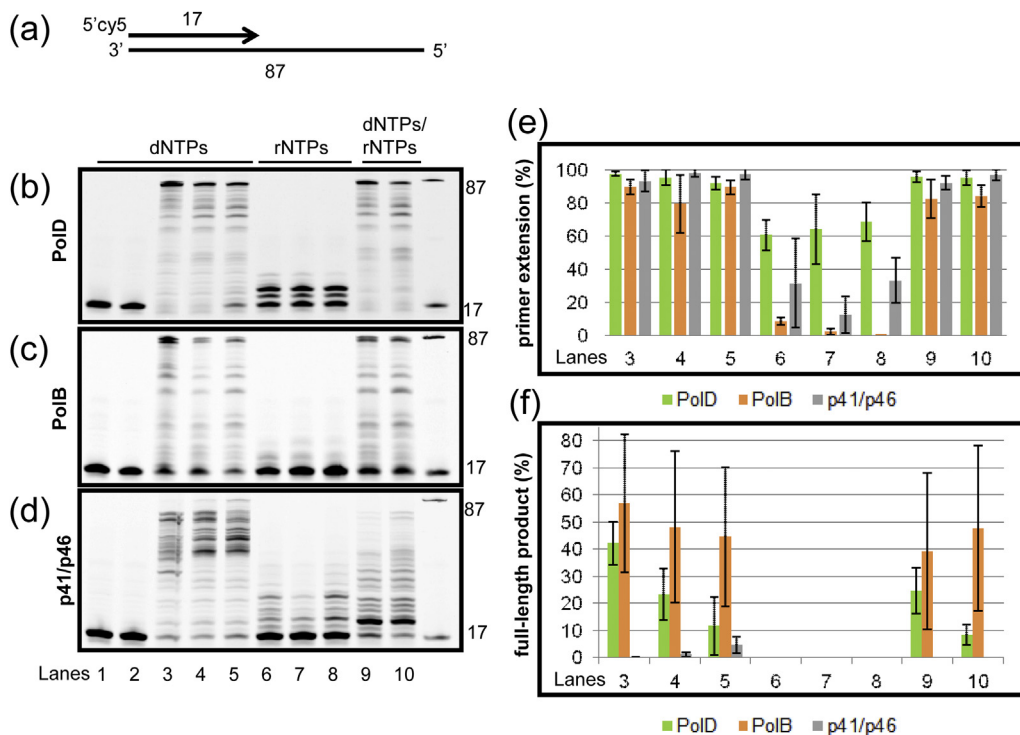 (a)
5'cy5 17
3' 5'
87
dNTPs rNTPs dNTPs/
rNTPs
(b)
PolD
87
17
(c)
PolB
87
17
(d)
p41/p46
87
17
Lanes 1 2 3 4 5 6 7 8 9 10
(e)
primer extension (%)
100
80
60
40
20
0
Lanes 3 4 5 6 7 8 9 10
PolD PolB p41/p46
(f)
full-length product (%)
80
70
60
50
40
30
20
10
0
Lanes 3 4 5 6 7 8 9 10
PolD PolB p41/p46